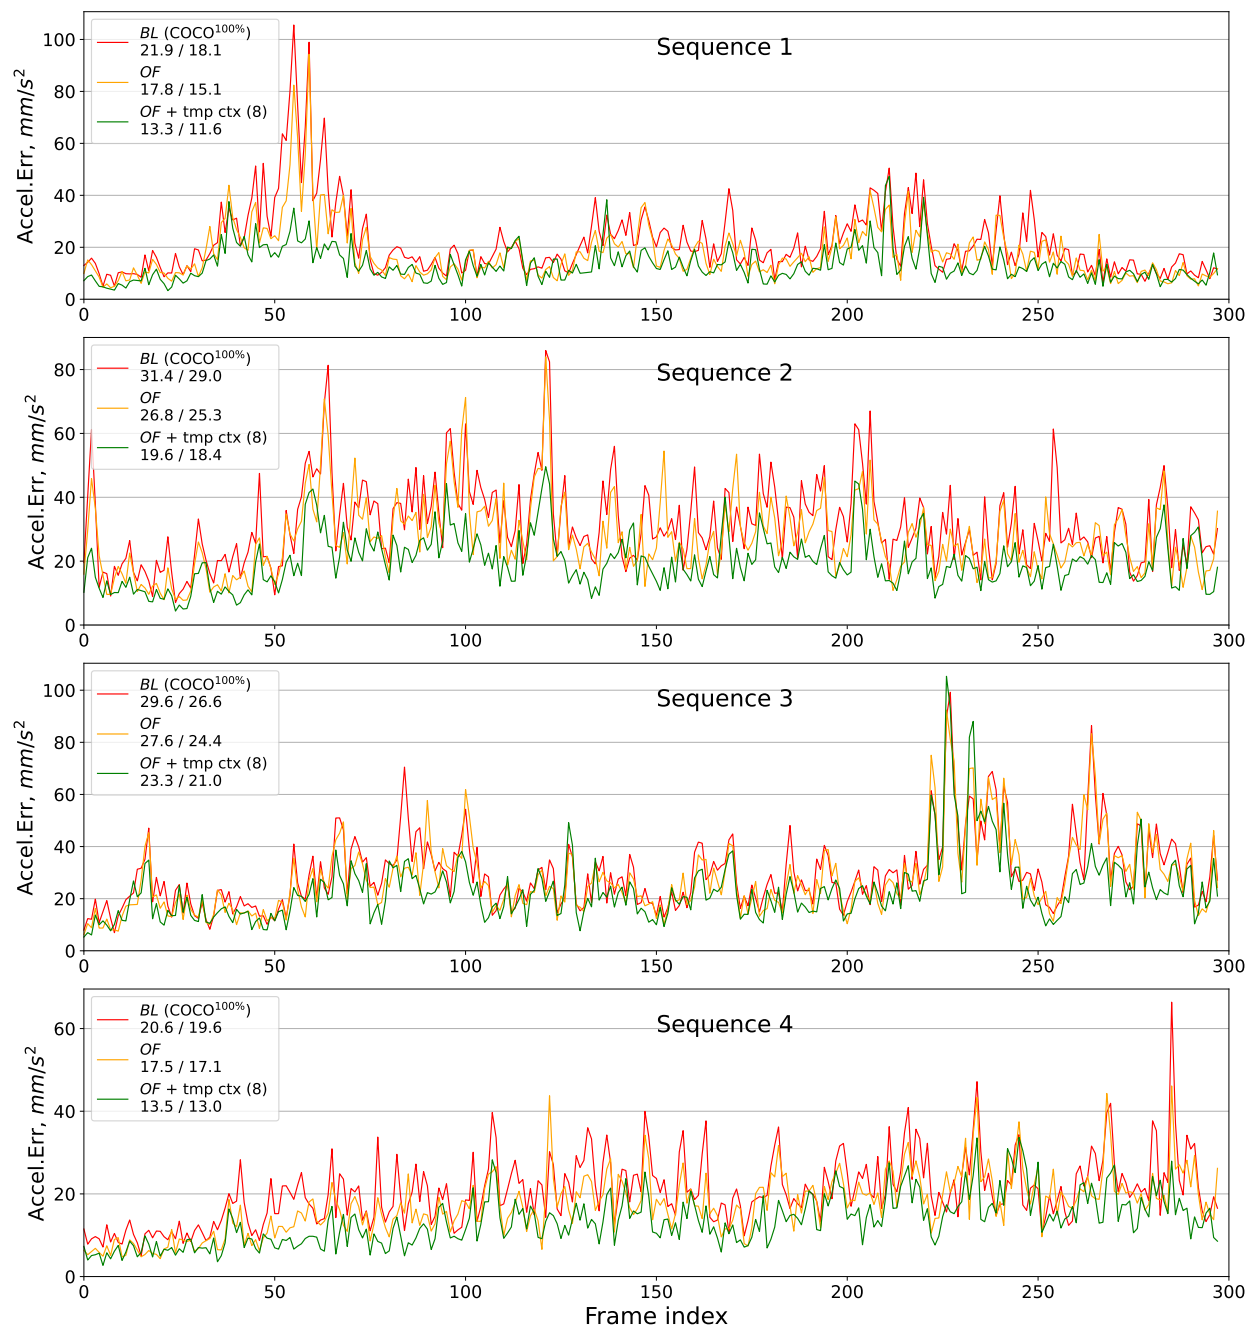 Sequence 1
Accel.Err, mm/s²
BL (COCO¹⁰⁰%)
21.9 / 18.1
OF
17.8 / 15.1
OF + tmp ctx (8)
13.3 / 11.6
100
80
60
40
20
0
0 50 100 150 200 250 300
Sequence 2
Accel.Err, mm/s²
BL (COCO¹⁰⁰%)
31.4 / 29.0
OF
26.8 / 25.3
OF + tmp ctx (8)
19.6 / 18.4
80
60
40
20
0
0 50 100 150 200 250 300
Sequence 3
Accel.Err, mm/s²
BL (COCO¹⁰⁰%)
29.6 / 26.6
OF
27.6 / 24.4
OF + tmp ctx (8)
23.3 / 21.0
100
80
60
40
20
0
0 50 100 150 200 250 300
Sequence 4
Accel.Err, mm/s²
BL (COCO¹⁰⁰%)
20.6 / 19.6
OF
17.5 / 17.1
OF + tmp ctx (8)
13.5 / 13.0
60
40
20
0
0 50 100 150 200 250 300
Frame index